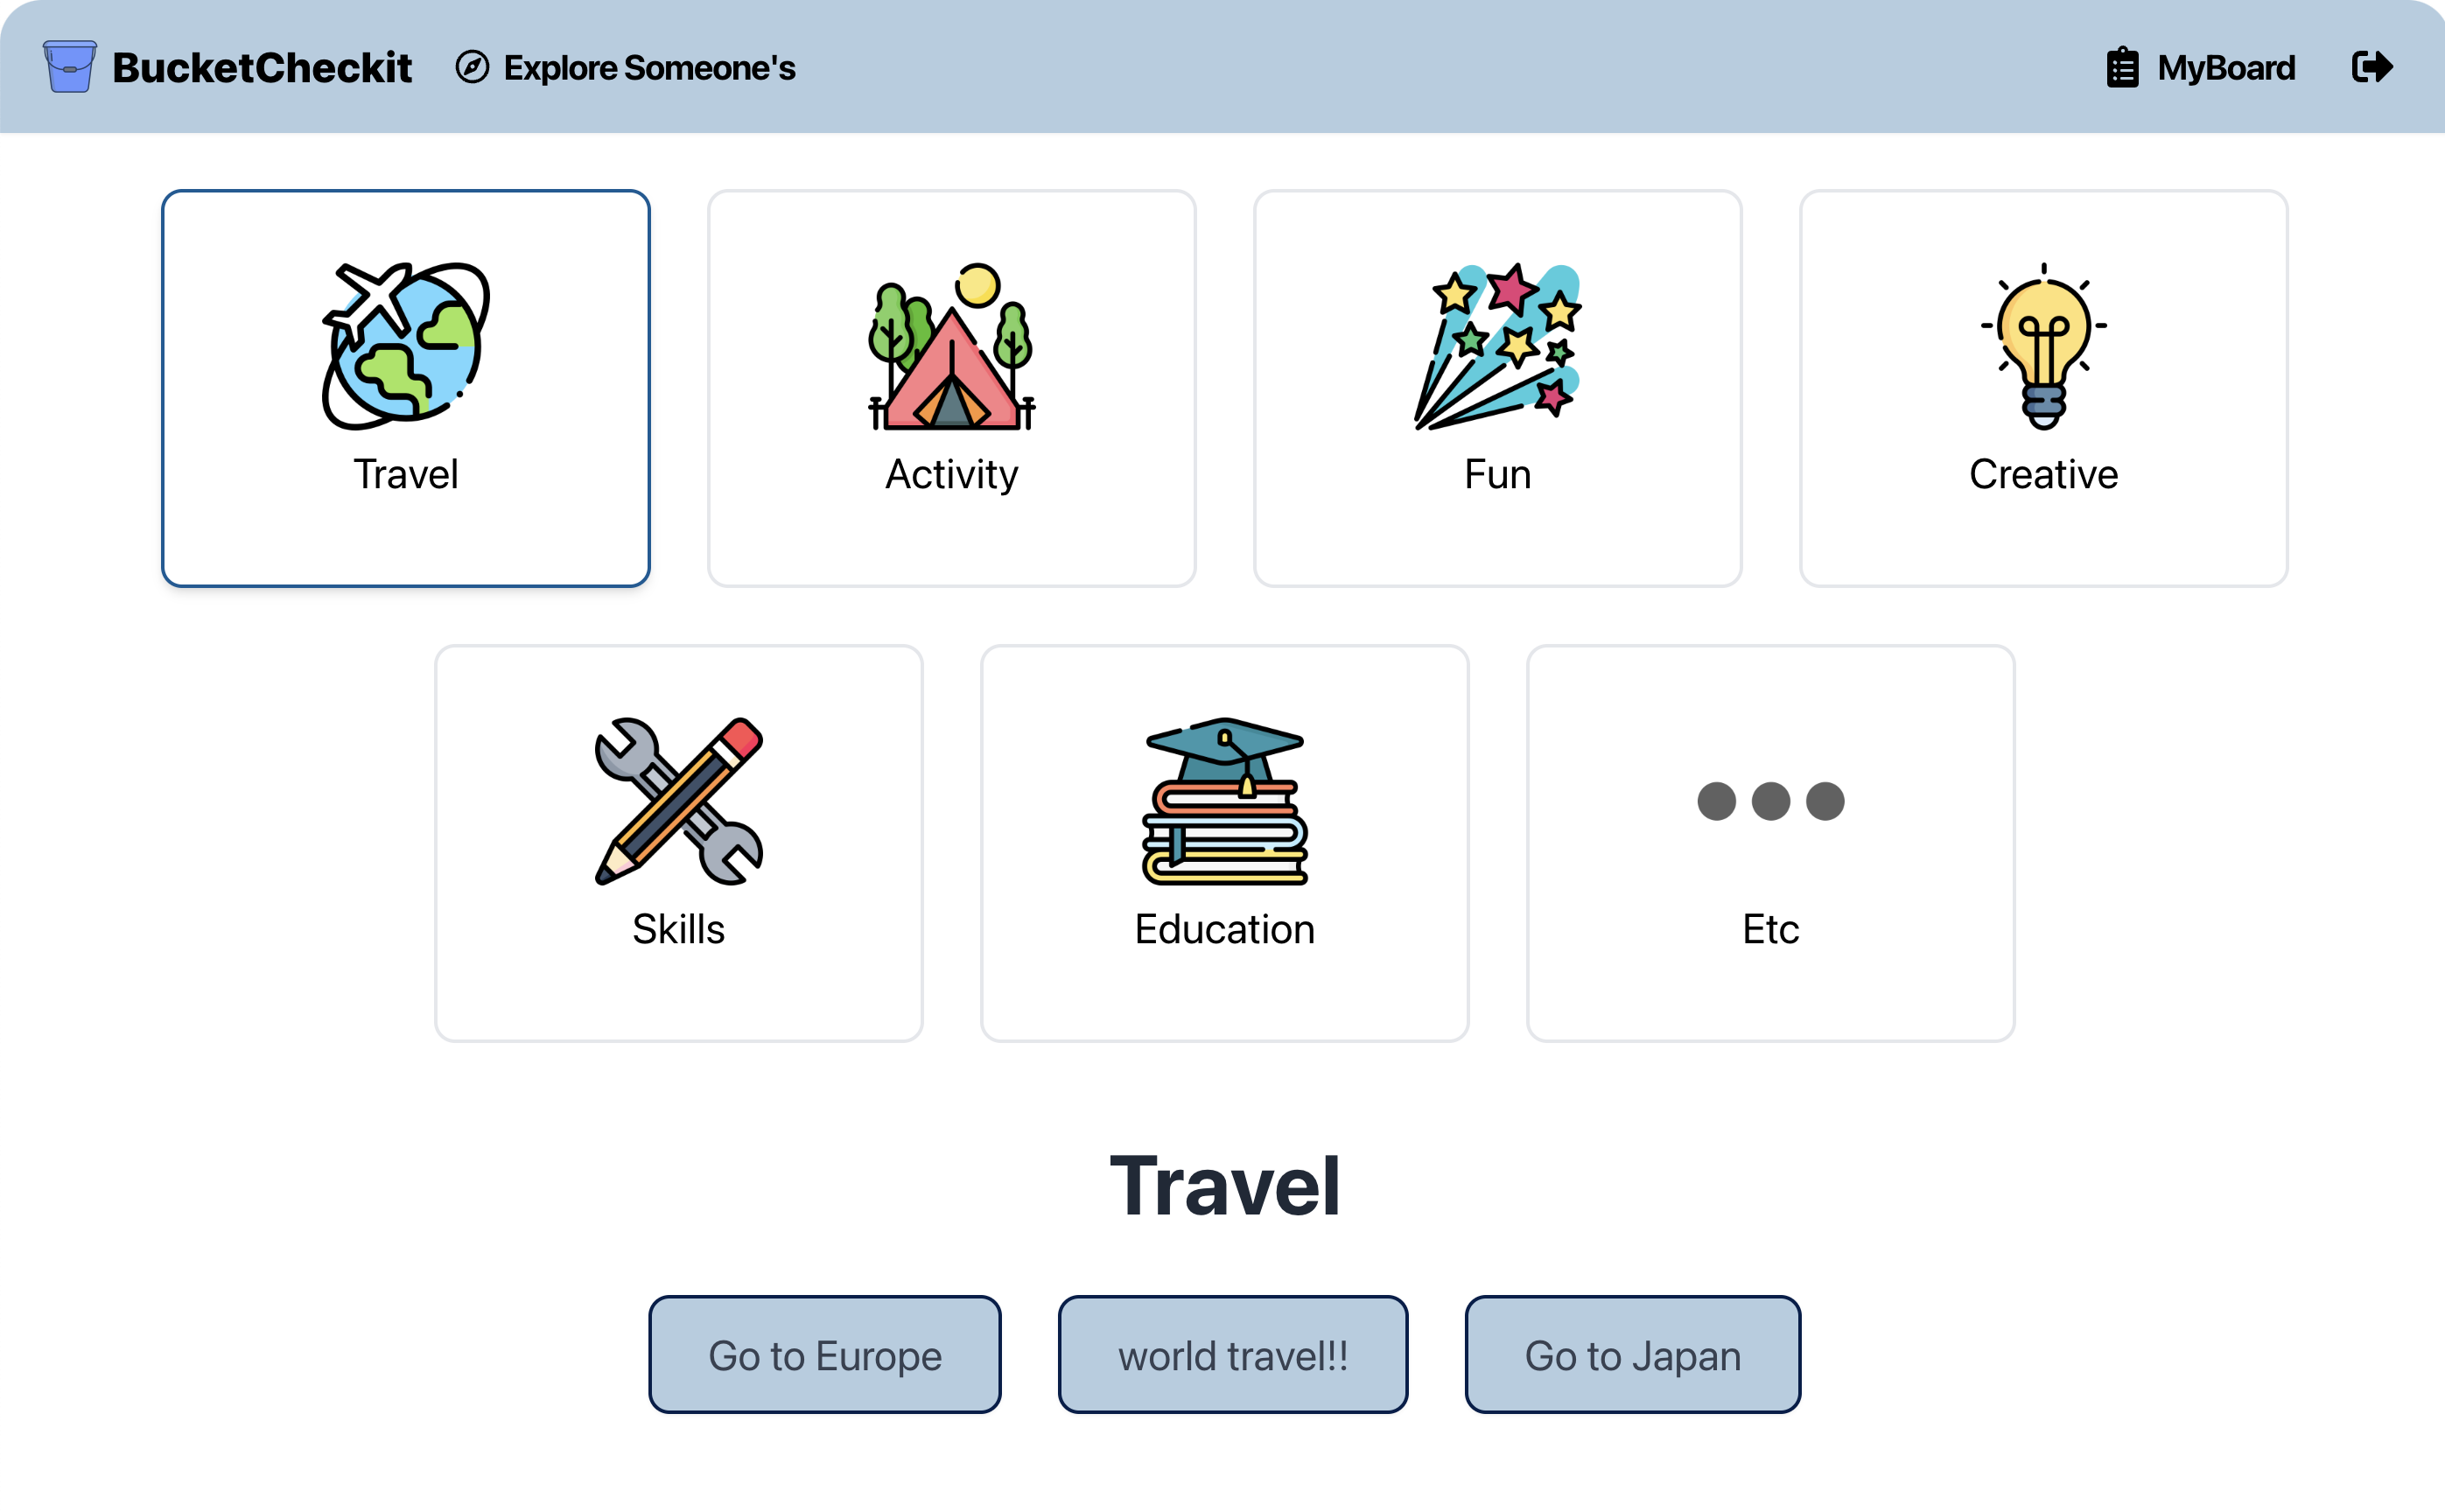 BucketCheckit Explore Someone's MyBoard
Travel Activity Fun Creative
Skills Education Etc
Travel
Go to Europe world travel!! Go to Japan